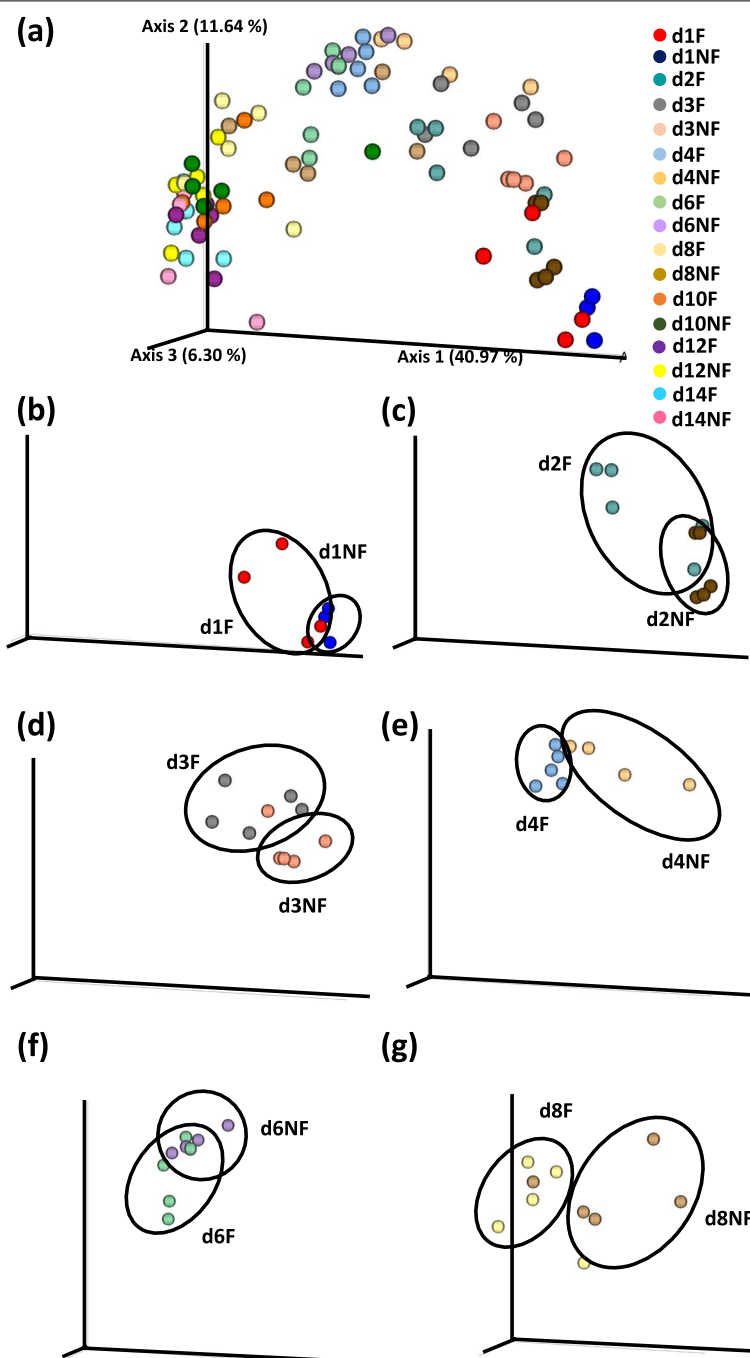 (a)
Axis 2 (11.64 %)
Axis 3 (6.30 %)
Axis 1 (40.97 %)
d1F
d1NF
d2F
d3F
d3NF
d4F
d4NF
d6F
d6NF
d8F
d8NF
d10F
d10NF
d12F
d12NF
d14F
d14NF
(b)
d1NF
d1F
(c)
d2F
d2NF
(d)
d3F
d3NF
(e)
d4F
d4NF
(f)
d6NF
d6F
(g)
d8F
d8NF